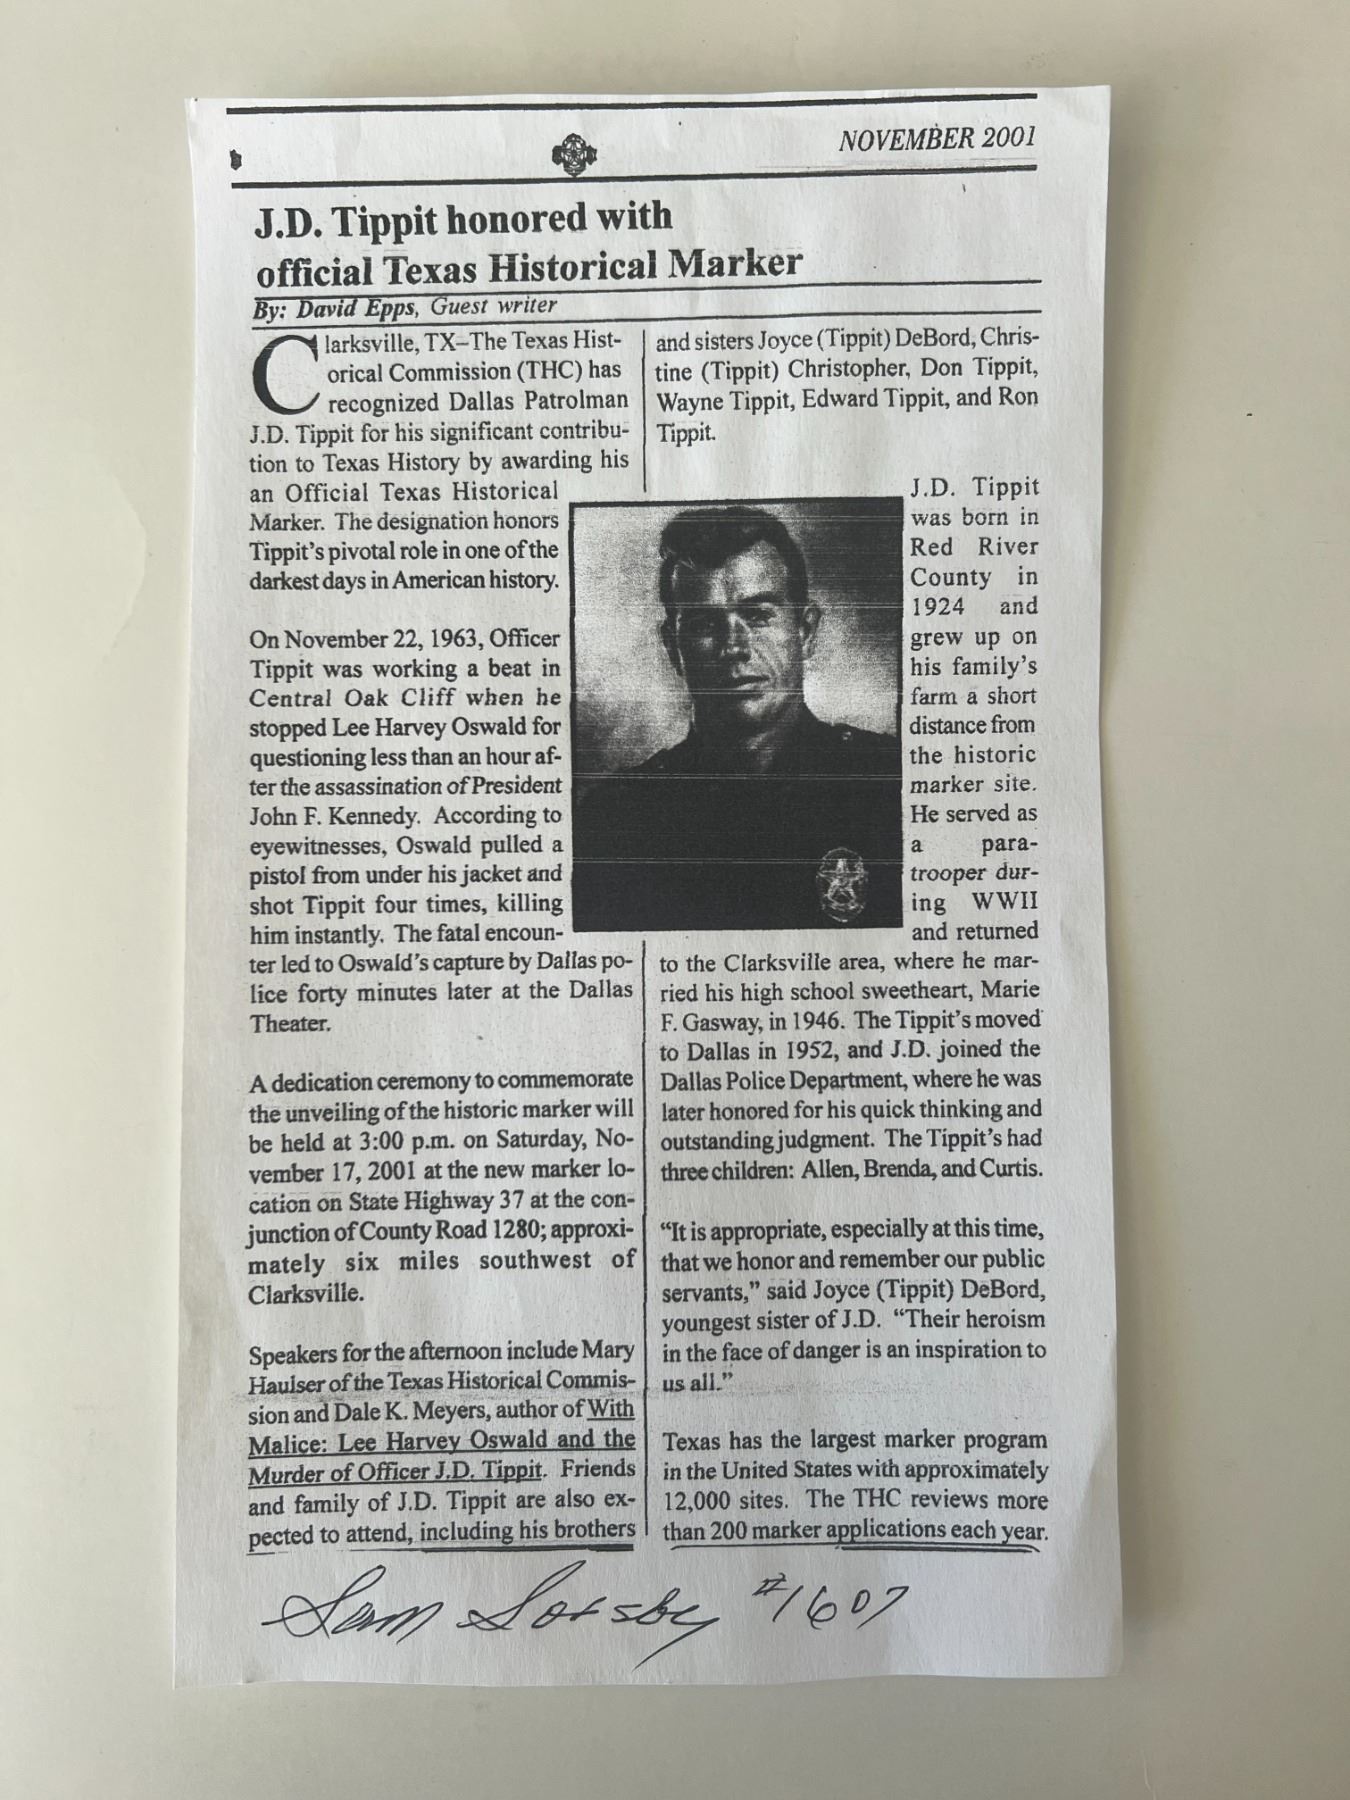 NOVEMBER 2001
J.D. Tippit honored with
official Texas Historical Marker
By: David Epps, Guest writer
Clarksville, TX–The Texas Hist-
orical Commission (THC) has
recognized Dallas Patrolman
J.D. Tippit for his significant contribu-
tion to Texas History by awarding his
an Official Texas Historical
Marker. The designation honors
Tippit's pivotal role in one of the
darkest days in American history.
On November 22, 1963, Officer
Tippit was working a beat in
Central Oak Cliff when he
stopped Lee Harvey Oswald for
questioning less than an hour af-
ter the assassination of President
John F. Kennedy. According to
eyewitnesses, Oswald pulled a
pistol from under his jacket and
shot Tippit four times, killing
him instantly. The fatal encoun-
ter led to Oswald's capture by Dallas po-
lice forty minutes later at the Dallas
Theater.
A dedication ceremony to commemorate
the unveiling of the historic marker will
be held at 3:00 p.m. on Saturday, No-
vember 17, 2001 at the new marker lo-
cation on State Highway 37 at the con-
junction of County Road 1280; approxi-
mately six miles southwest of
Clarksville.
Speakers for the afternoon include Mary
Haulser of the Texas Historical Commis-
sion and Dale K. Meyers, author of With
Malice: Lee Harvey Oswald and the
Murder of Officer J.D. Tippit. Friends
and family of J.D. Tippit are also ex-
pected to attend, including his brothers
and sisters Joyce (Tippit) DeBord, Chris-
tine (Tippit) Christopher, Don Tippit,
Wayne Tippit, Edward Tippit, and Ron
Tippit.
J.D. Tippit
was born in
Red River
County in
1924 and
grew up on
his family's
farm a short
distance from
the historic
marker site.
He served as
a para-
trooper dur-
ing WWII
and returned
to the Clarksville area, where he mar-
ried his high school sweetheart, Marie
F. Gasway, in 1946. The Tippit's moved
to Dallas in 1952, and J.D. joined the
Dallas Police Department, where he was
later honored for his quick thinking and
outstanding judgment. The Tippit's had
three children: Allen, Brenda, and Curtis.
“It is appropriate, especially at this time,
that we honor and remember our public
servants,” said Joyce (Tippit) DeBord,
youngest sister of J.D. “Their heroism
in the face of danger is an inspiration to
us all.”
Texas has the largest marker program
in the United States with approximately
12,000 sites. The THC reviews more
than 200 marker applications each year.
Sam Sorsby #1607